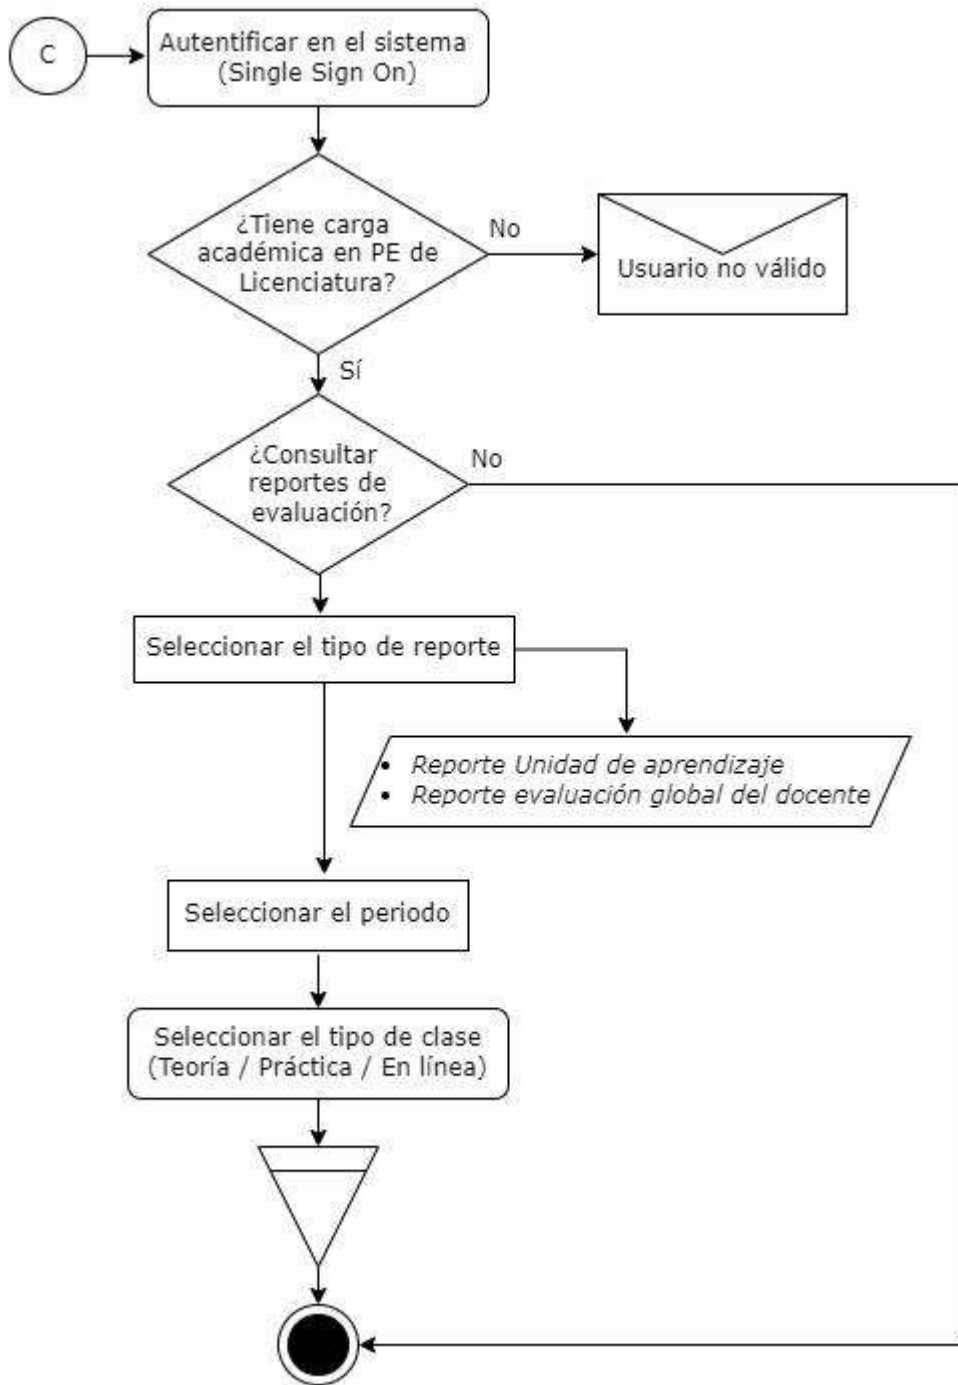 C
Autentificar en el sistema
(Single Sign On)
¿Tiene carga
académica en PE de
Licenciatura?
No
Usuario no válido
Sí
¿Consultar
reportes de
evaluación?
No
Seleccionar el tipo de reporte
• Reporte Unidad de aprendizaje
• Reporte evaluación global del docente
Seleccionar el periodo
Seleccionar el tipo de clase
(Teoría / Práctica / En línea)